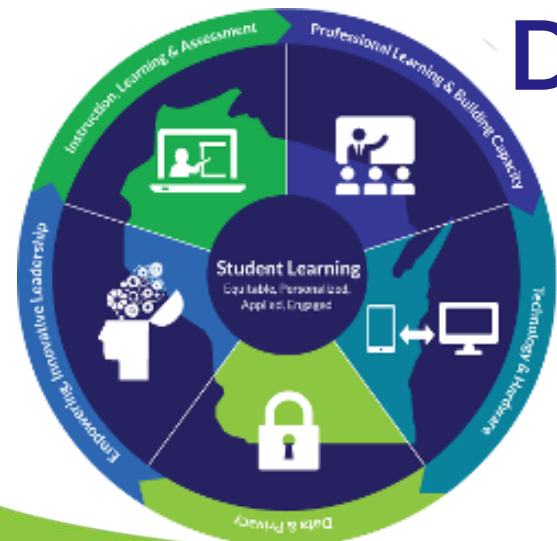 D
Instruction, Learning & Assessment
Professional Learning & Building Capacity
Student Learning
Equitable, Personalized,
Applied, Engaged
Empowering, Innovative Leadership
Technology & Hardware
Data & Privacy